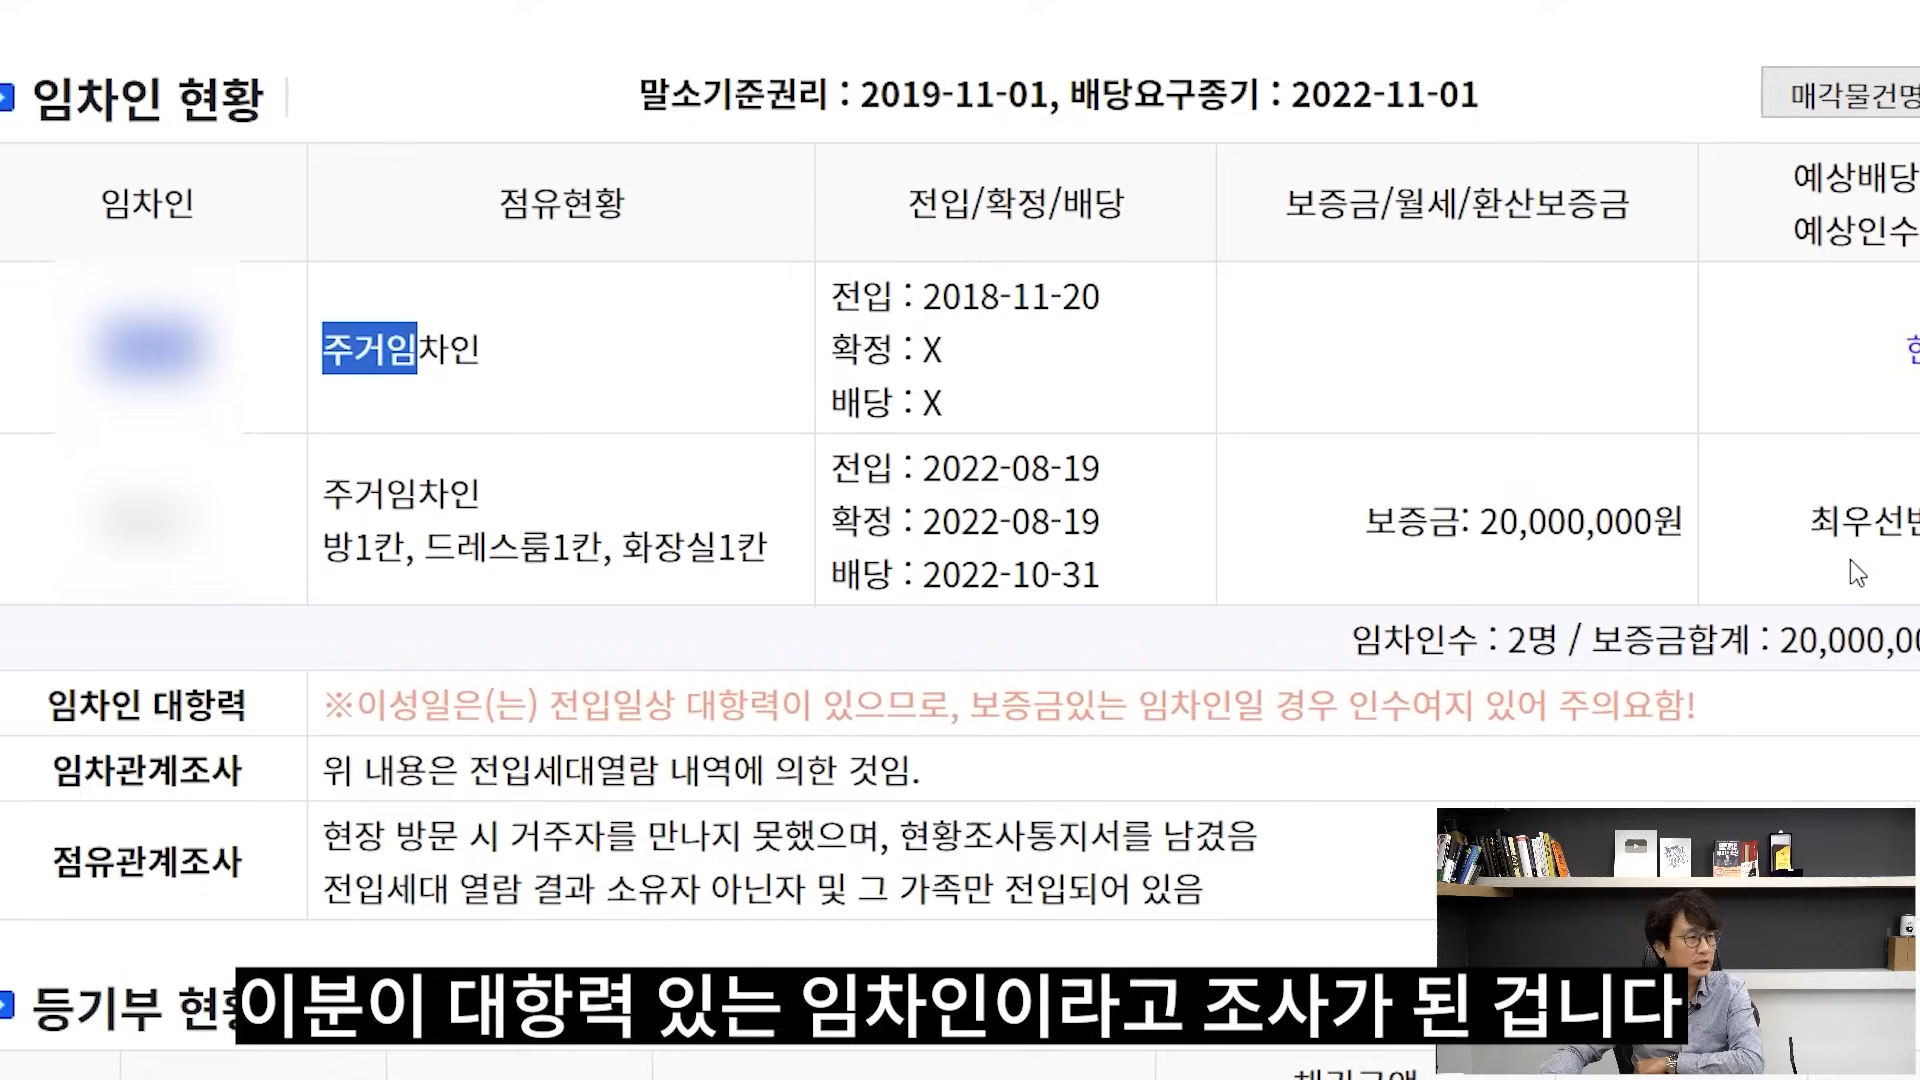 임차인 현황
말소기준권리 : 2019-11-01, 배당요구종기 : 2022-11-01
매각물건명
임차인
점유현황
전입/확정/배당
보증금/월세/환산보증금
예상배당
예상인수
주거임차인
전입 : 2018-11-20
확정 : X
배당 : X
주거임차인
방1칸, 드레스룸1칸, 화장실1칸
전입 : 2022-08-19
확정 : 2022-08-19
배당 : 2022-10-31
보증금: 20,000,000원
최우선변
임차인수 : 2명 / 보증금합계 : 20,000,00
임차인 대항력
※이성일은(는) 전입일상 대항력이 있으므로, 보증금있는 임차인일 경우 인수여지 있어 주의요함!
임차관계조사
위 내용은 전입세대열람 내역에 의한 것임.
점유관계조사
현장 방문 시 거주자를 만나지 못했으며, 현황조사통지서를 남겼음
전입세대 열람 결과 소유자 아닌자 및 그 가족만 전입되어 있음
등기부 현황
이분이 대항력 있는 임차인이라고 조사가 된 겁니다